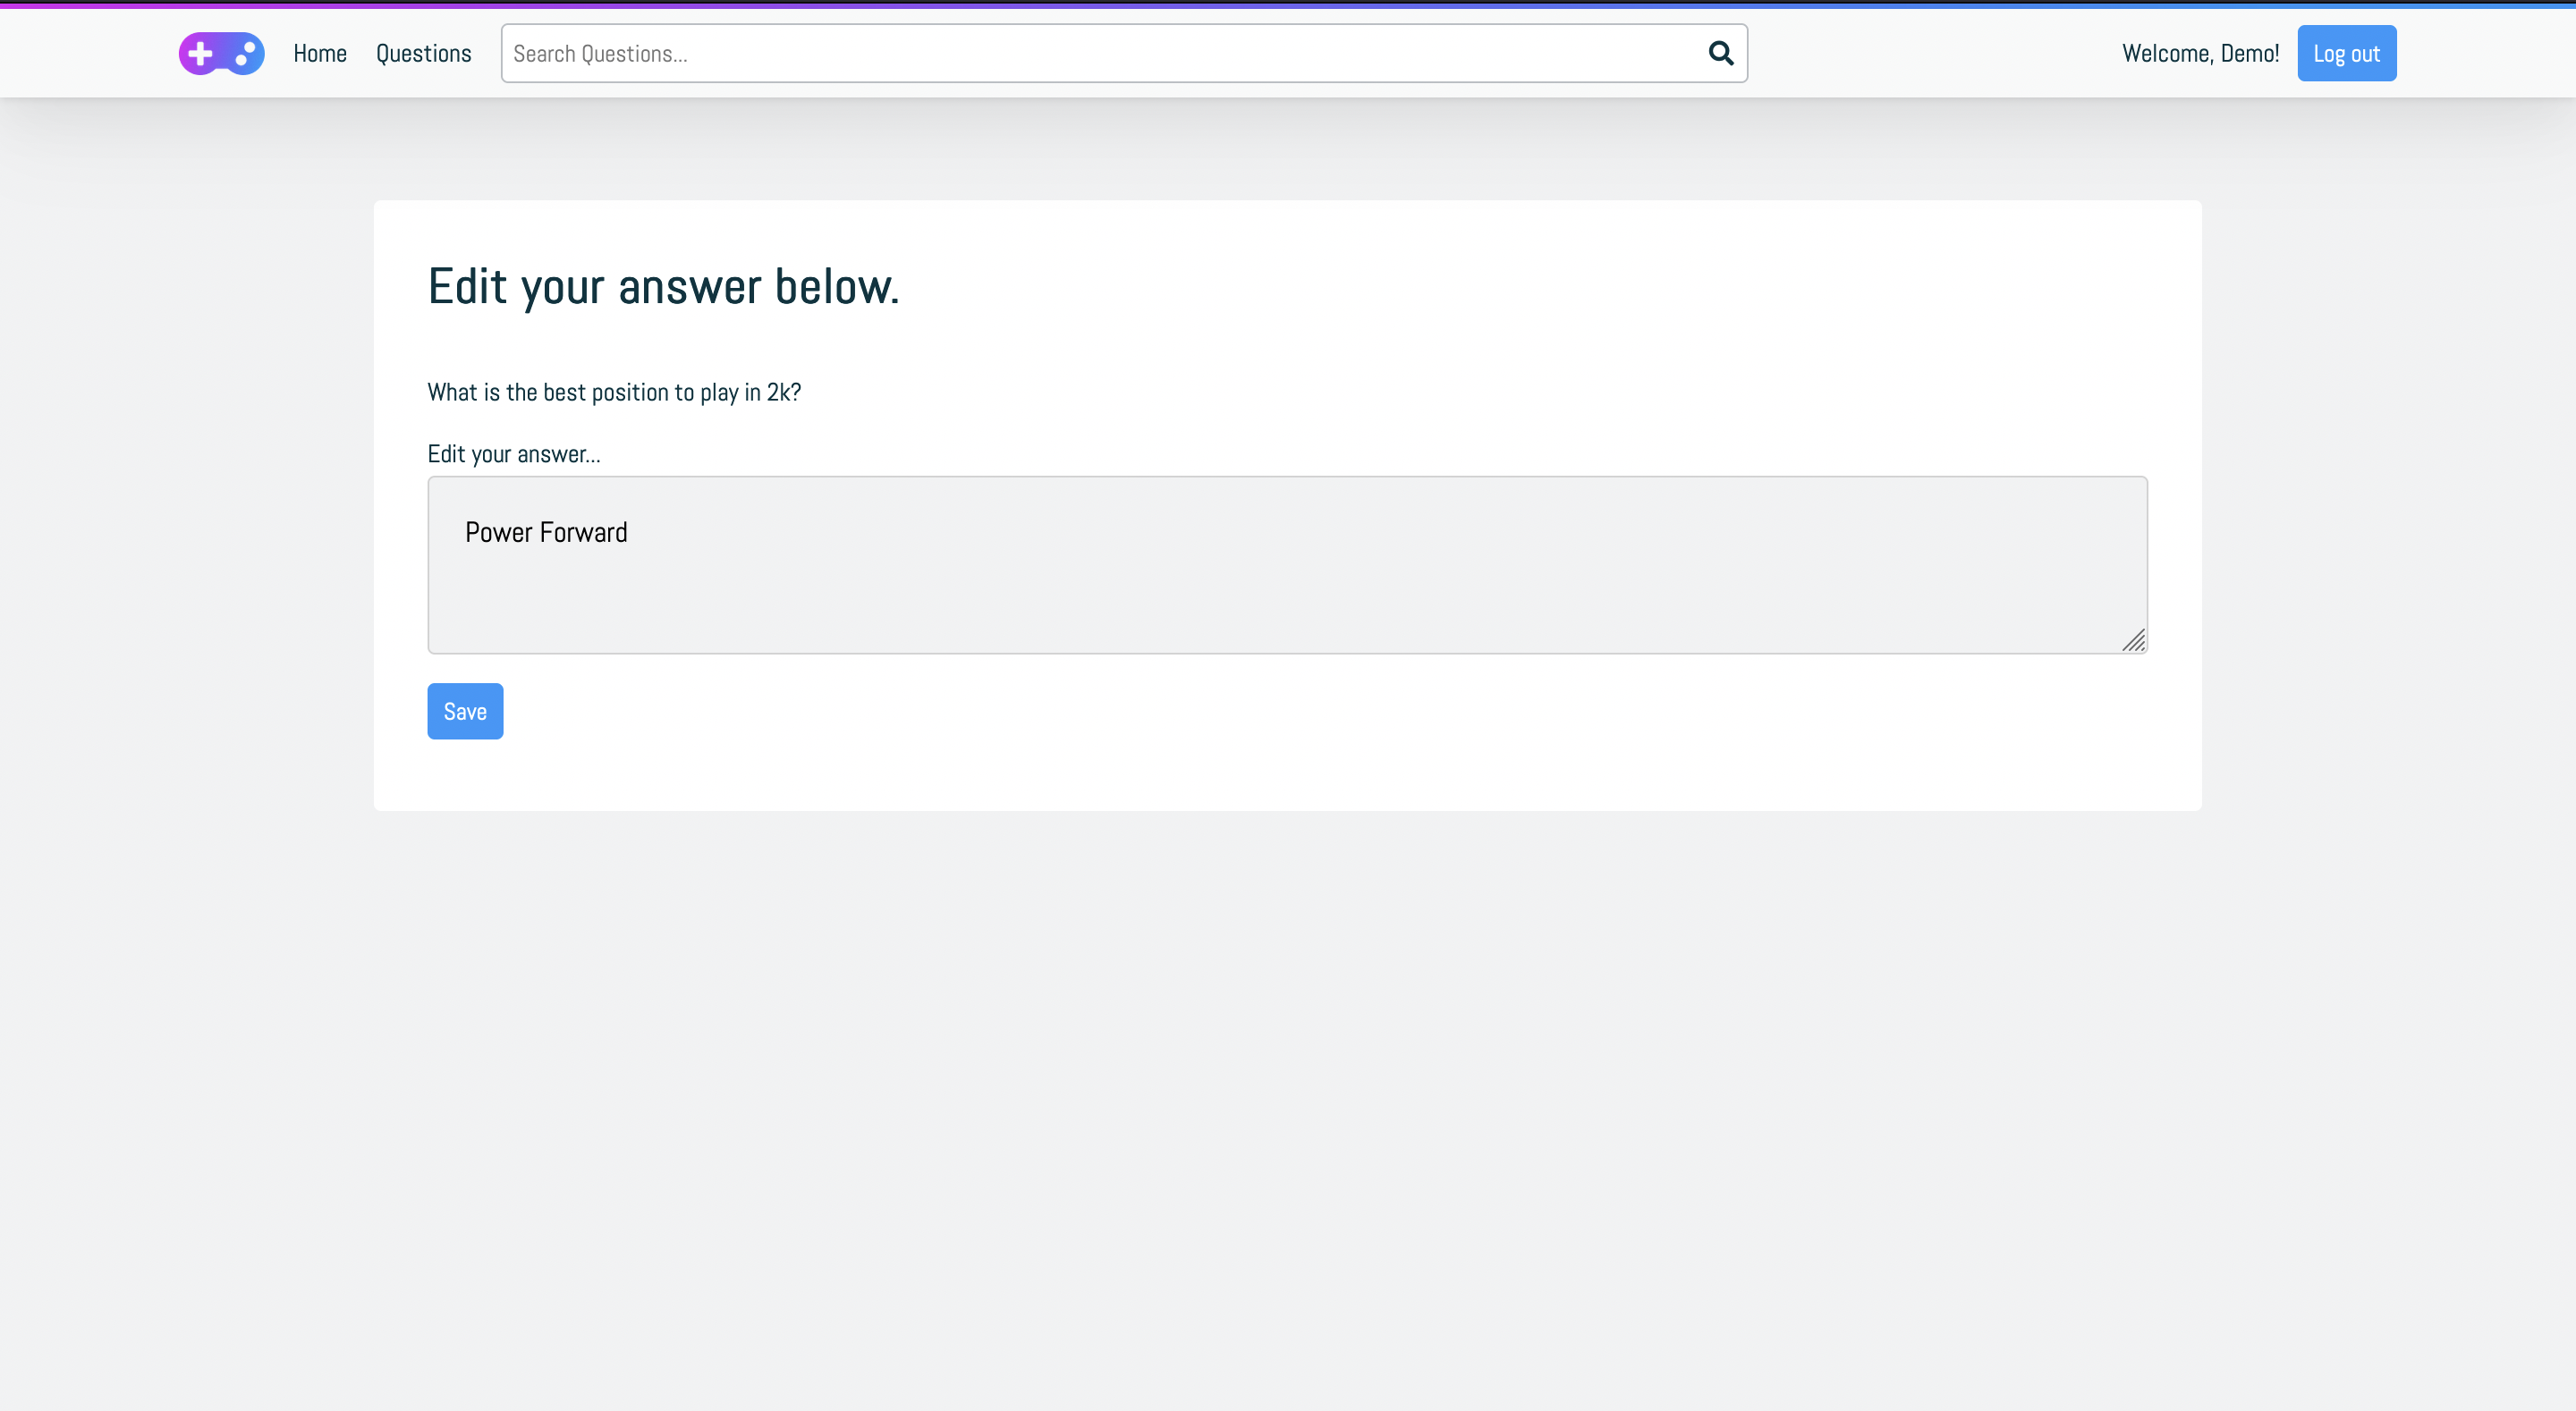 Home Questions Search Questions... Welcome, Demo! Log out
Edit your answer below.
What is the best position to play in 2k?
Edit your answer...
Power Forward
Save